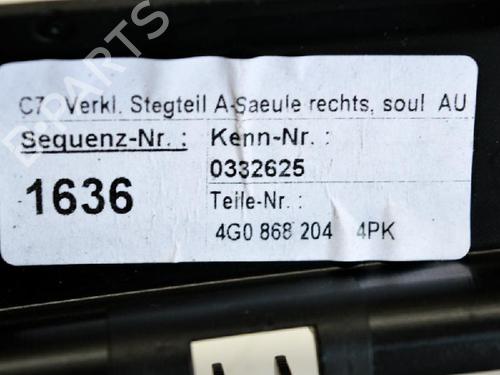 C7 Verkl. Stegteil A-Saeule rechts, soul AU
Sequenz-Nr. : Kenn-Nr. :
1636 0332625
Teile-Nr. :
4G0 868 204 4PK